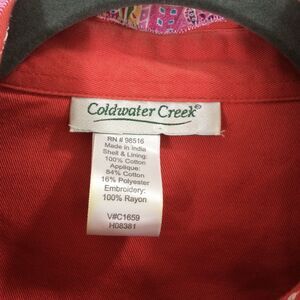 Coldwater Creek®
RN # 98516
Made in India
Shell & Lining:
100% Cotton
Applique:
84% Cotton
16% Polyester
Embroidery:
100% Rayon
V#C1659
H08381